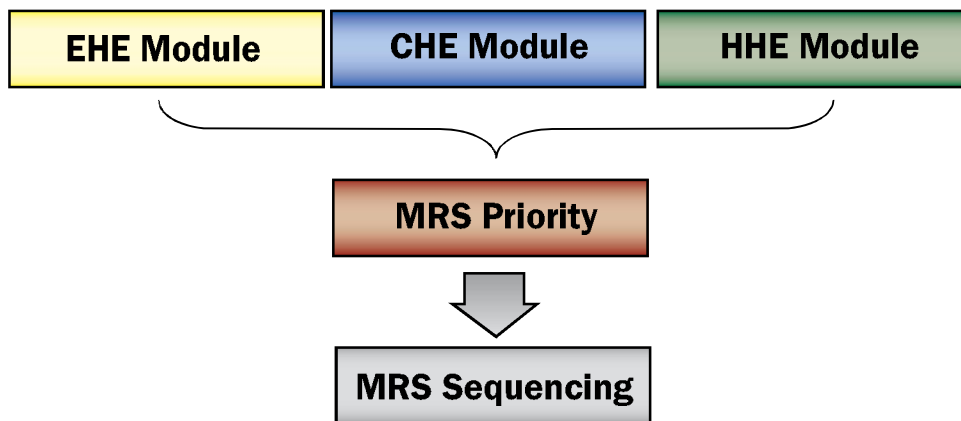 EHE Module
CHE Module
HHE Module
MRS Priority
MRS Sequencing